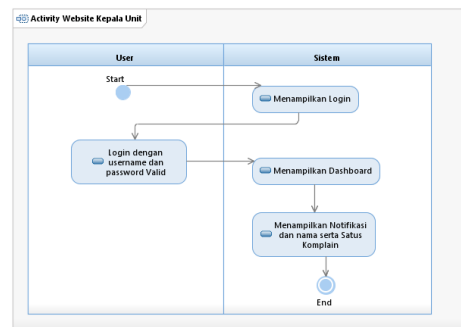 Activity Website Kepala Unit
User
Sistem
Start
Menampilkan Login
Login dengan
username dan
password Valid
Menampilkan Dashboard
Menampilkan Notifikasi
dan nama serta Satus
Komplain
End